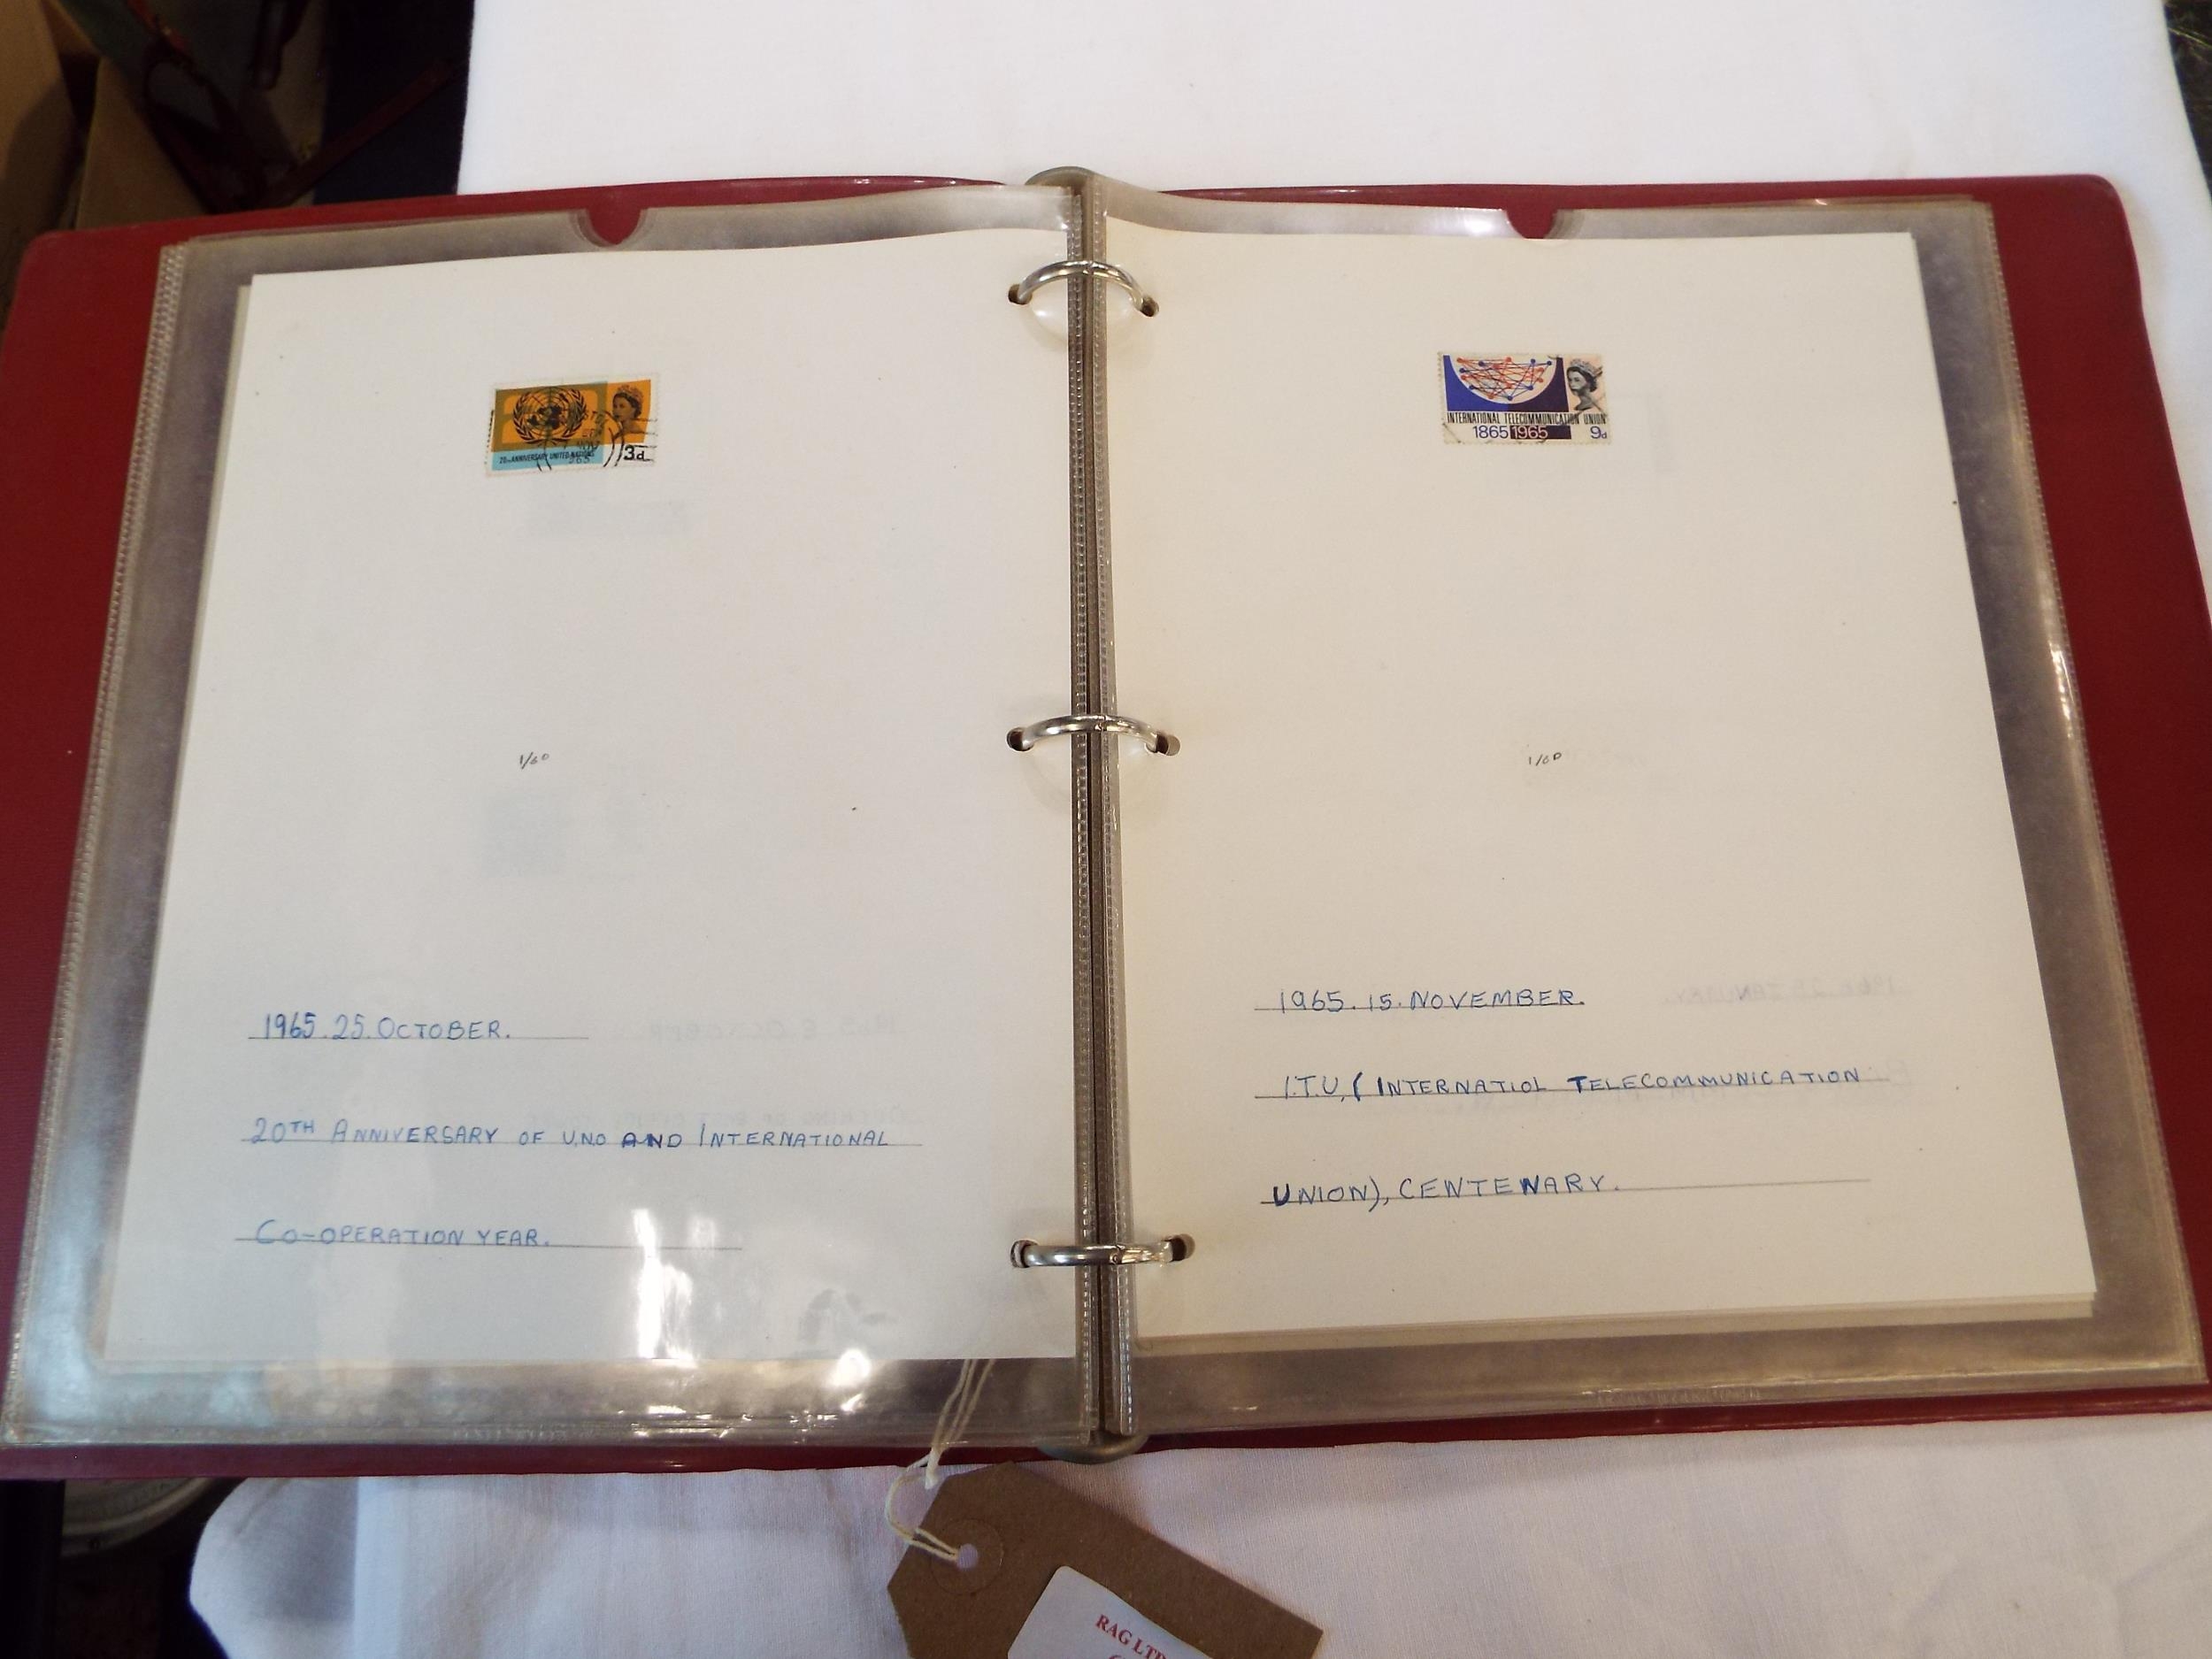 20TH ANNIVERSARY UNITED NATIONS
3d
1/6D
1965.25.OCTOBER.
20TH ANNIVERSARY OF U.N.O AND INTERNATIONAL
CO-OPERATION YEAR.
INTERNATIONAL TELECOMMUNICATION UNION
1865 1965 9d
1/6D
1965.15.NOVEMBER.
I.T.U,( INTERNATIOL TELECOMMUNICATION
UNION), CENTENARY.
RAG LTD